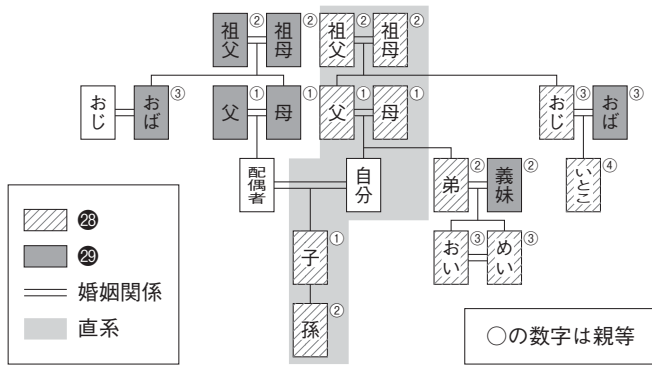 祖父② 祖母② 祖父② 祖母②
おじ おば③ 父① 母① 父① 母① おじ③ おば③
配偶者 自分 弟② 義妹② いとこ④
子① おい③ めい③
孫②
㉘
㉙
婚姻関係
直系
○の数字は親等